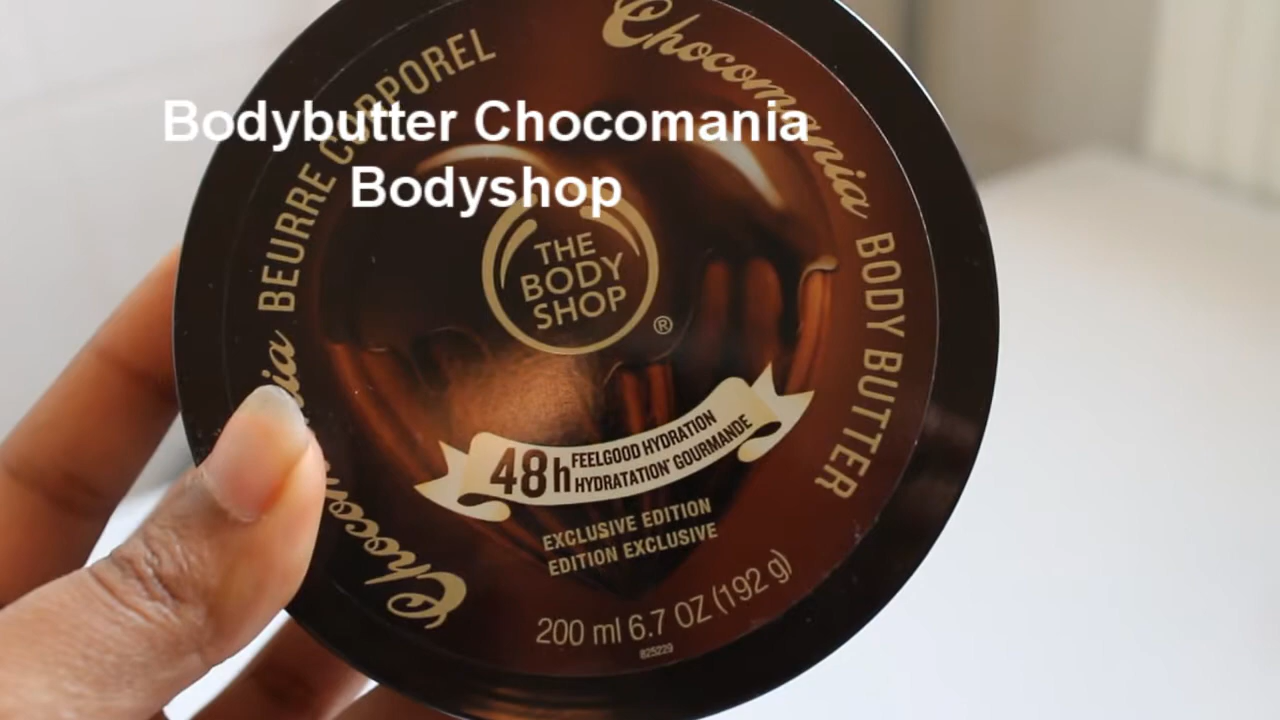 Bodybutter Chocomania
Bodyshop
Chocomania BODY BUTTER
BEURRE CORPOREL
THE
BODY
SHOP
®
48h FEELGOOD HYDRATION
HYDRATATION* GOURMANDE
EXCLUSIVE EDITION
EDITION EXCLUSIVE
200 ml 6.7 OZ (192 g)
825229